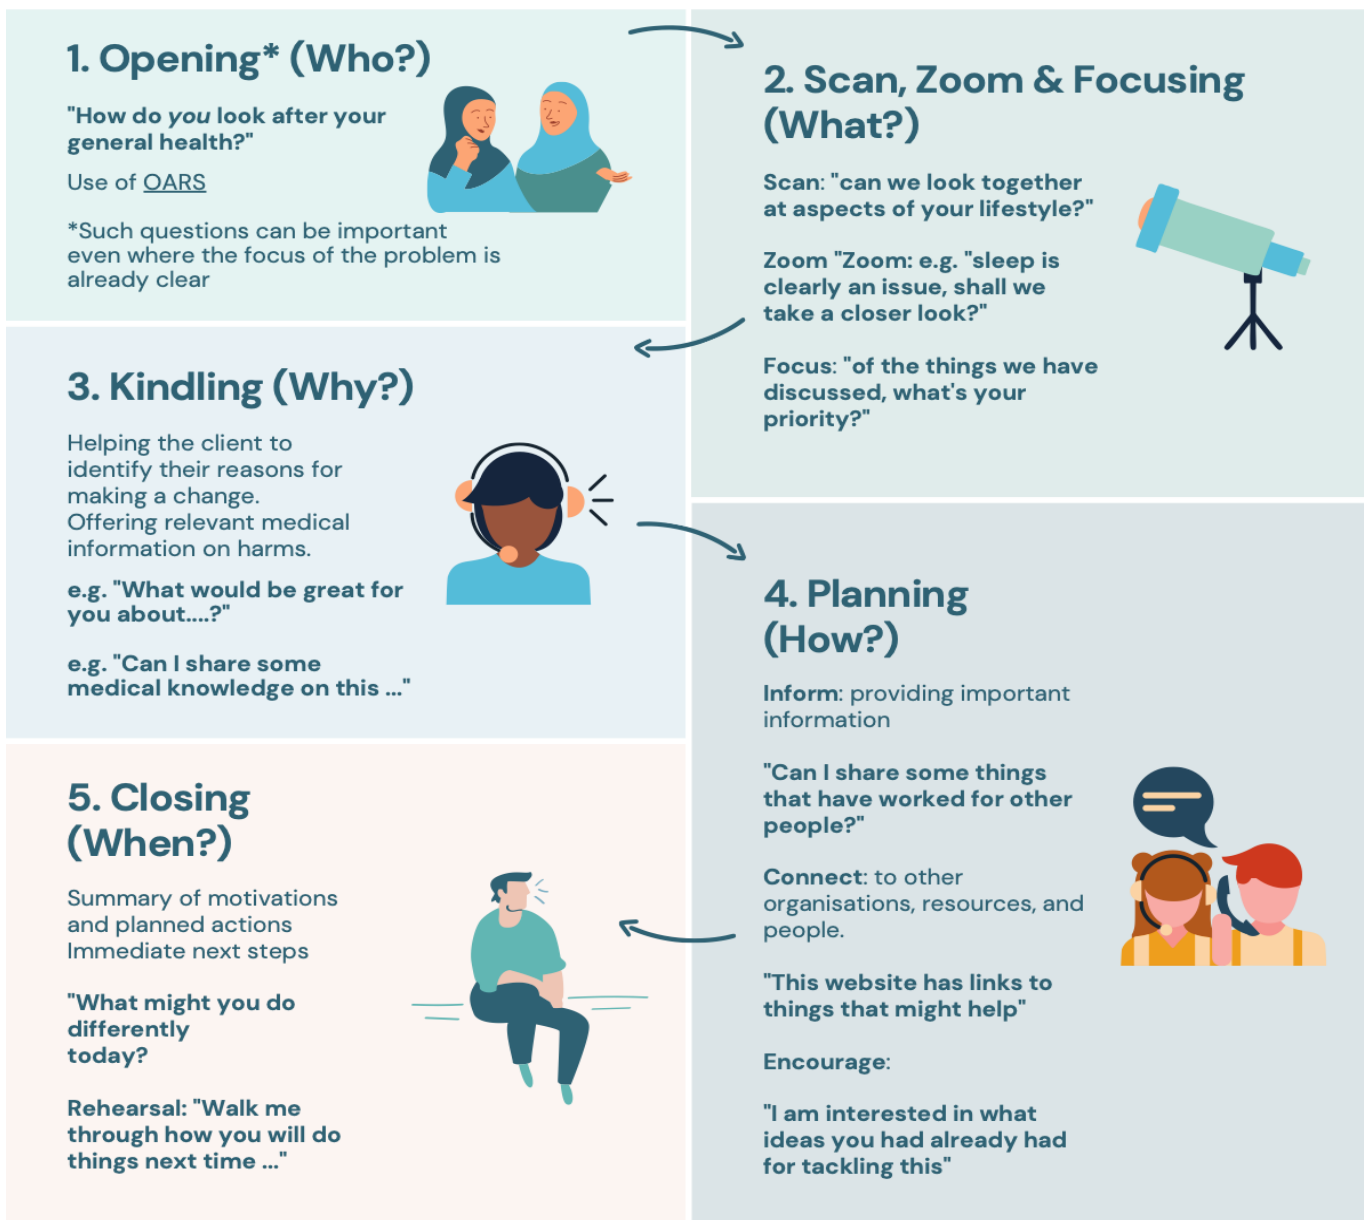 1. Opening* (Who?)
"How do you look after your
general health?"
Use of OARS
*Such questions can be important
even where the focus of the problem is
already clear
2. Scan, Zoom & Focusing
(What?)
Scan: "can we look together
at aspects of your lifestyle?"
Zoom "Zoom: e.g. "sleep is
clearly an issue, shall we
take a closer look?"
Focus: "of the things we have
discussed, what's your
priority?"
3. Kindling (Why?)
Helping the client to
identify their reasons for
making a change.
Offering relevant medical
information on harms.
e.g. "What would be great for
you about....?"
e.g. "Can I share some
medical knowledge on this ..."
4. Planning
(How?)
Inform: providing important
information
"Can I share some things
that have worked for other
people?"
Connect: to other
organisations, resources, and
people.
"This website has links to
things that might help"
Encourage:
"I am interested in what
ideas you had already had
for tackling this"
5. Closing
(When?)
Summary of motivations
and planned actions
Immediate next steps
"What might you do
differently
today?
Rehearsal: "Walk me
through how you will do
things next time ..."